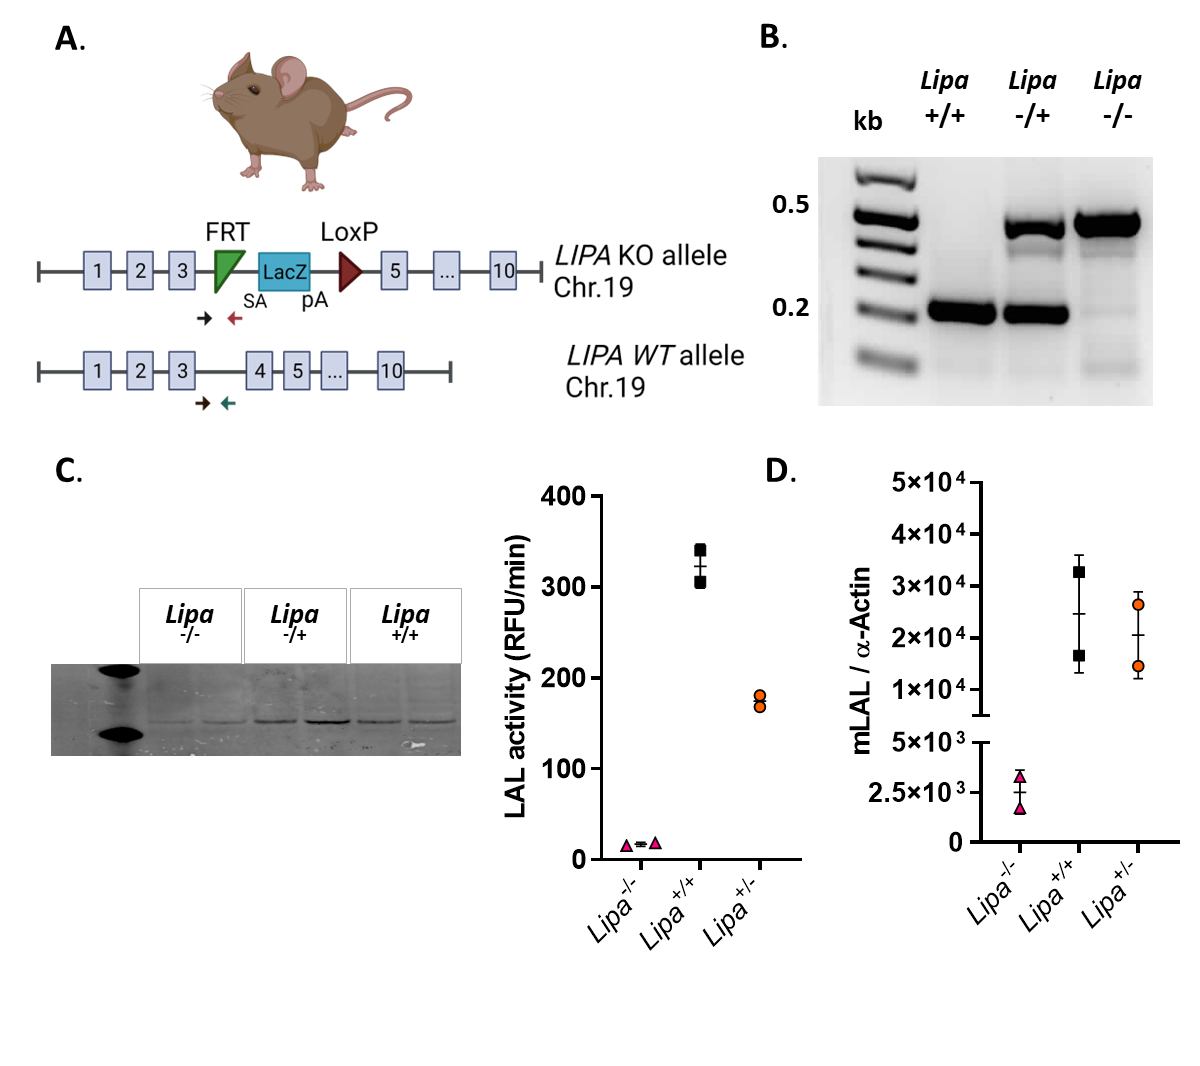 A.
FRT
LoxP
1 2 3 LacZ 5 ... 10
SA
pA
LIPA KO allele
Chr.19
1 2 3 4 5 ... 10
LIPA WT allele
Chr.19
B.
Lipa Lipa Lipa
kb +/+ -/+ -/-
0.5
0.2
C.
Lipa Lipa Lipa
-/- -/+ +/+
LAL activity (RFU/min)
400
300
200
100
0
Lipa-/- Lipa+/+ Lipa+/-
D.
mLAL / α-Actin
5×10⁴
4×10⁴
3×10⁴
2×10⁴
1×10⁴
5×10³
2.5×10³
0
Lipa-/- Lipa+/+ Lipa+/-